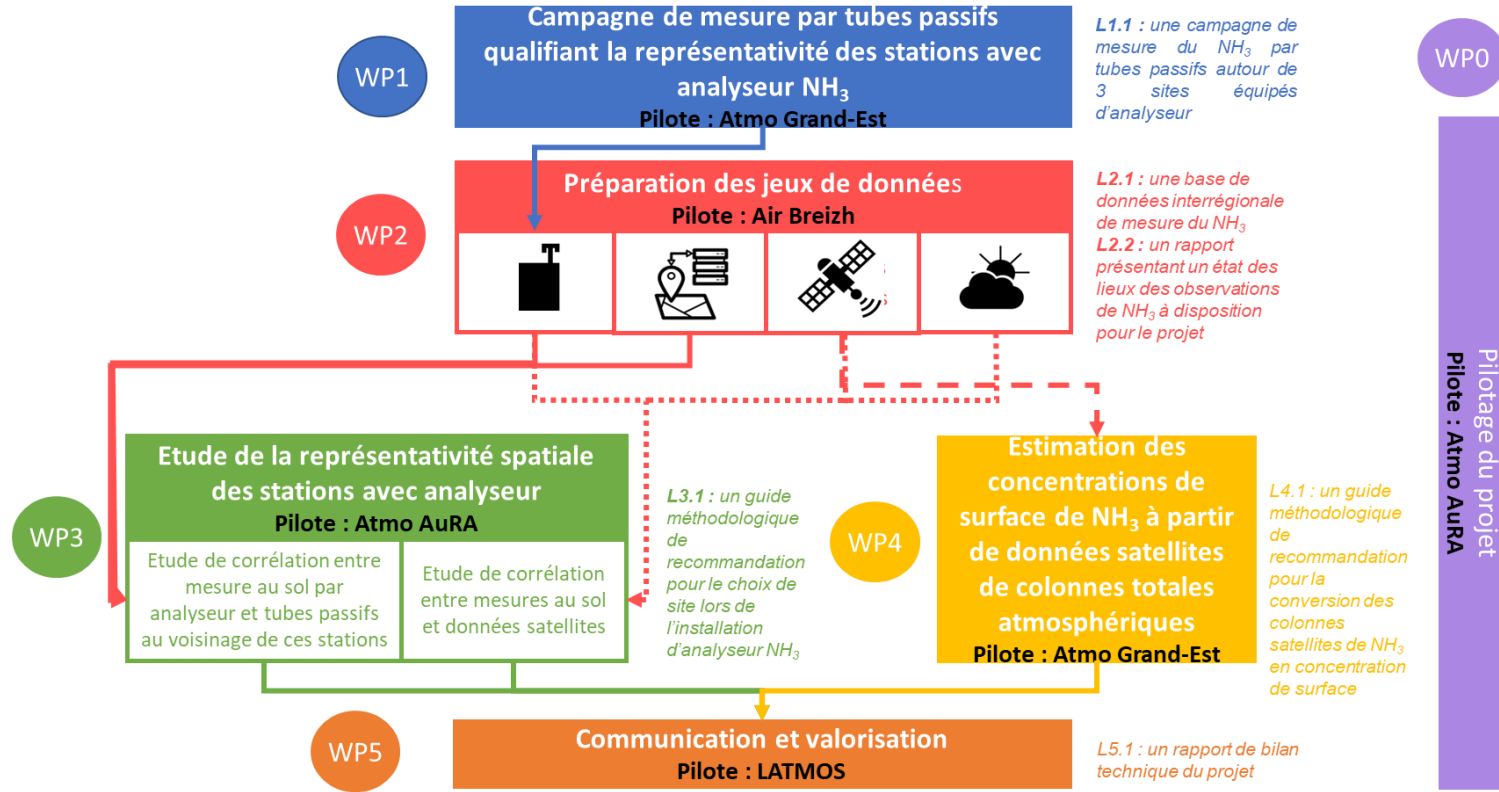 Campagne de mesure par tubes passifs
qualifiant la représentativité des stations avec
analyseur NH₃
Pilote : Atmo Grand-Est
WP1
L1.1 : une campagne de
mesure du NH₃ par
tubes passifs autour de
3 sites équipés
d’analyseur
WP0
Pilotage du projet
Pilote : Atmo AuRA
Préparation des jeux de données
Pilote : Air Breizh
WP2
L2.1 : une base de
données interrégionale
de mesure du NH₃
L2.2 : un rapport
présentant un état des
lieux des observations
de NH₃ à disposition
pour le projet
Etude de la représentativité spatiale
des stations avec analyseur
Pilote : Atmo AuRA
WP3
Etude de corrélation entre
mesure au sol par
analyseur et tubes passifs
au voisinage de ces stations
Etude de corrélation
entre mesures au sol
et données satellites
L3.1 : un guide
méthodologique
de
recommandation
pour le choix de
site lors de
l’installation
d’analyseur NH₃
WP4
Estimation des
concentrations de
surface de NH₃ à partir
de données satellites
de colonnes totales
atmosphériques
Pilote : Atmo Grand-Est
L4.1 : un guide
méthodologique
de
recommandation
pour la
conversion des
colonnes
satellites de NH₃
en concentration
de surface
WP5
Communication et valorisation
Pilote : LATMOS
L5.1 : un rapport de bilan
technique du projet